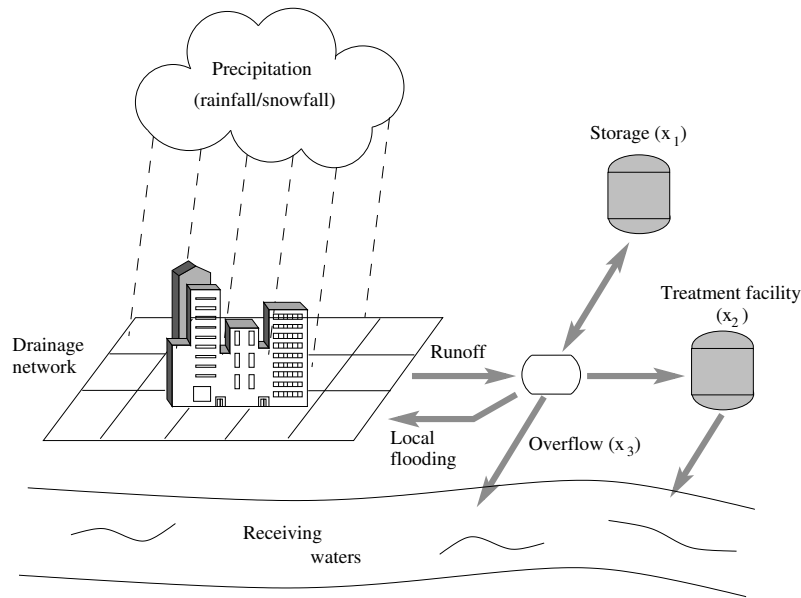 Precipitation
(rainfall/snowfall)
Storage (x₁)
Treatment facility
(x₂)
Drainage
network
Runoff
Local
flooding
Overflow (x₃)
Receiving
waters